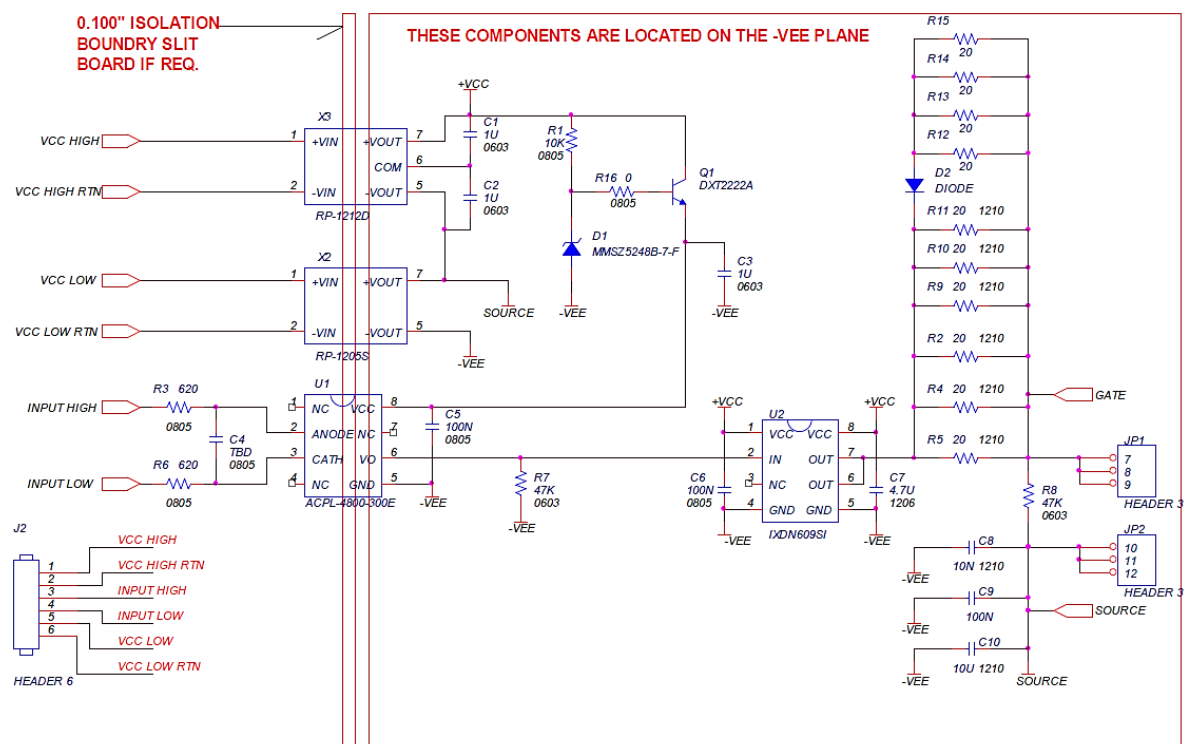 0.100" ISOLATION
BOUNDRY SLIT
BOARD IF REQ.
THESE COMPONENTS ARE LOCATED ON THE -VEE PLANE
VCC HIGH
VCC HIGH RTN
X3
1 +VIN +VOUT 7
COM 6
2 -VIN -VOUT 5
RP-1212D
+VCC
C1
1U
0603
C2
1U
0603
R1
10K
0805
R16 0
0805
Q1
DXT2222A
D1
MMSZ5248B-7-F
-VEE
C3
1U
0603
-VEE
VCC LOW
VCC LOW RTN
X2
1 +VIN +VOUT 7
2 -VIN -VOUT 5
RP-1205S
SOURCE
-VEE
R15
20
R14
20
R13
20
R12
20
D2
DIODE
R11 20 1210
R10 20 1210
R9 20 1210
R2 20 1210
R4 20 1210
R5 20 1210
GATE
INPUT HIGH
R3 620
0805
C4
TBD
0805
INPUT LOW
R6 620
0805
U1
1 NC VCC 8
2 ANODE NC 7
3 CATH VO 6
4 NC GND 5
ACPL-4800-300E
C5
100N
0805
-VEE
R7
47K
0603
-VEE
+VCC
+VCC
U2
1 VCC VCC 8
2 IN OUT 7
3 NC OUT 6
4 GND GND 5
IXDN609SI
C6
100N
0805
-VEE
C7
4.7U
1206
-VEE
JP1
7
8
9
HEADER 3
R8
47K
0603
JP2
10
11
12
HEADER 3
C8
10N 1210
-VEE
C9
100N
-VEE
SOURCE
C10
10U 1210
-VEE
SOURCE
J2
1 VCC HIGH
2 VCC HIGH RTN
3 INPUT HIGH
4 INPUT LOW
5 VCC LOW
6 VCC LOW RTN
HEADER 6